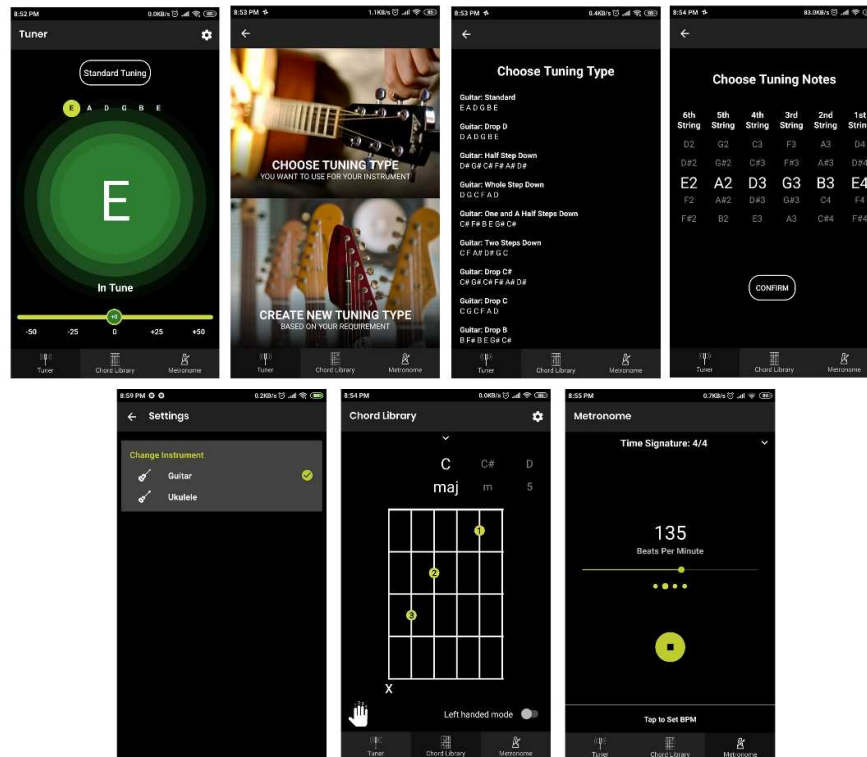 8:52 PM 0.0KB/s
Tuner
Standard Tuning
E A D G B E
E
In Tune
+0
-50 -25 0 +25 +50
Tuner Chord Library Metronome
8:53 PM 1.1KB/s
CHOOSE TUNING TYPE
YOU WANT TO USE FOR YOUR INSTRUMENT
CREATE NEW TUNING TYPE
BASED ON YOUR REQUIREMENT
Tuner Chord Library Metronome
8:53 PM 0.4KB/s
Choose Tuning Type
Guitar: Standard
E A D G B E
Guitar: Drop D
D A D G B E
Guitar: Half Step Down
D# G# C# F# A# D#
Guitar: Whole Step Down
D G C F A D
Guitar: One and A Half Steps Down
C# F# B E G# C#
Guitar: Two Steps Down
C F A# D# G C
Guitar: Drop C#
C# G# C# F# A# D#
Guitar: Drop C
C G C F A D
Guitar: Drop B
B F# B E G# C#
Tuner Chord Library Metronome
8:54 PM 83.0KB/s
Choose Tuning Notes
6th 5th 4th 3rd 2nd 1st
String String String String String String
D2 G2 C3 F3 A3 D4
D#2 G#2 C#3 F#3 A#3 D#4
E2 A2 D3 G3 B3 E4
F2 A#2 D#3 G#3 C4 F4
F#2 B2 E3 A3 C#4 F#4
CONFIRM
Tuner Chord Library Metronome
8:59 PM 0.2KB/s
Settings
Change Instrument
Guitar
Ukulele
8:54 PM 0.0KB/s
Chord Library
C C# D
maj m 5
1
2
3
X
Left handed mode
Tuner Chord Library Metronome
8:55 PM 0.7KB/s
Metronome
Time Signature: 4/4
135
Beats Per Minute
Tap to Set BPM
Tuner Chord Library Metronome